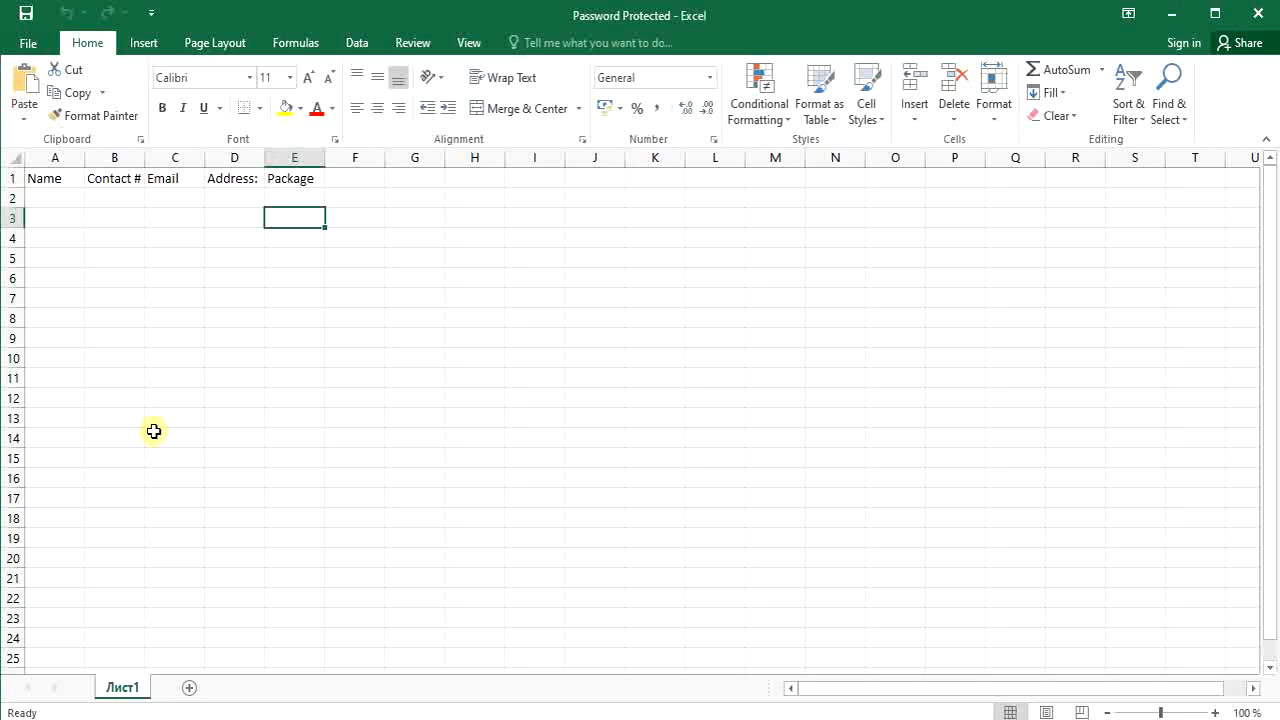 Password Protected - Excel
File Home Insert Page Layout Formulas Data Review View Tell me what you want to do... Sign in Share
Paste
Cut
Copy
Format Painter
Clipboard
Calibri 11
B I U
Font
Wrap Text
Merge & Center
Alignment
General
%
Number
Conditional Formatting
Format as Table
Cell Styles
Styles
Insert Delete Format
Cells
AutoSum
Fill
Clear
Sort & Filter
Find & Select
Editing
A B C D E F G H I J K L M N O P Q R S T U
1 Name Contact # Email Address: Package
2
3
4
5
6
7
8
9
10
11
12
13
14
15
16
17
18
19
20
21
22
23
24
25
Лист1
Ready 100 %